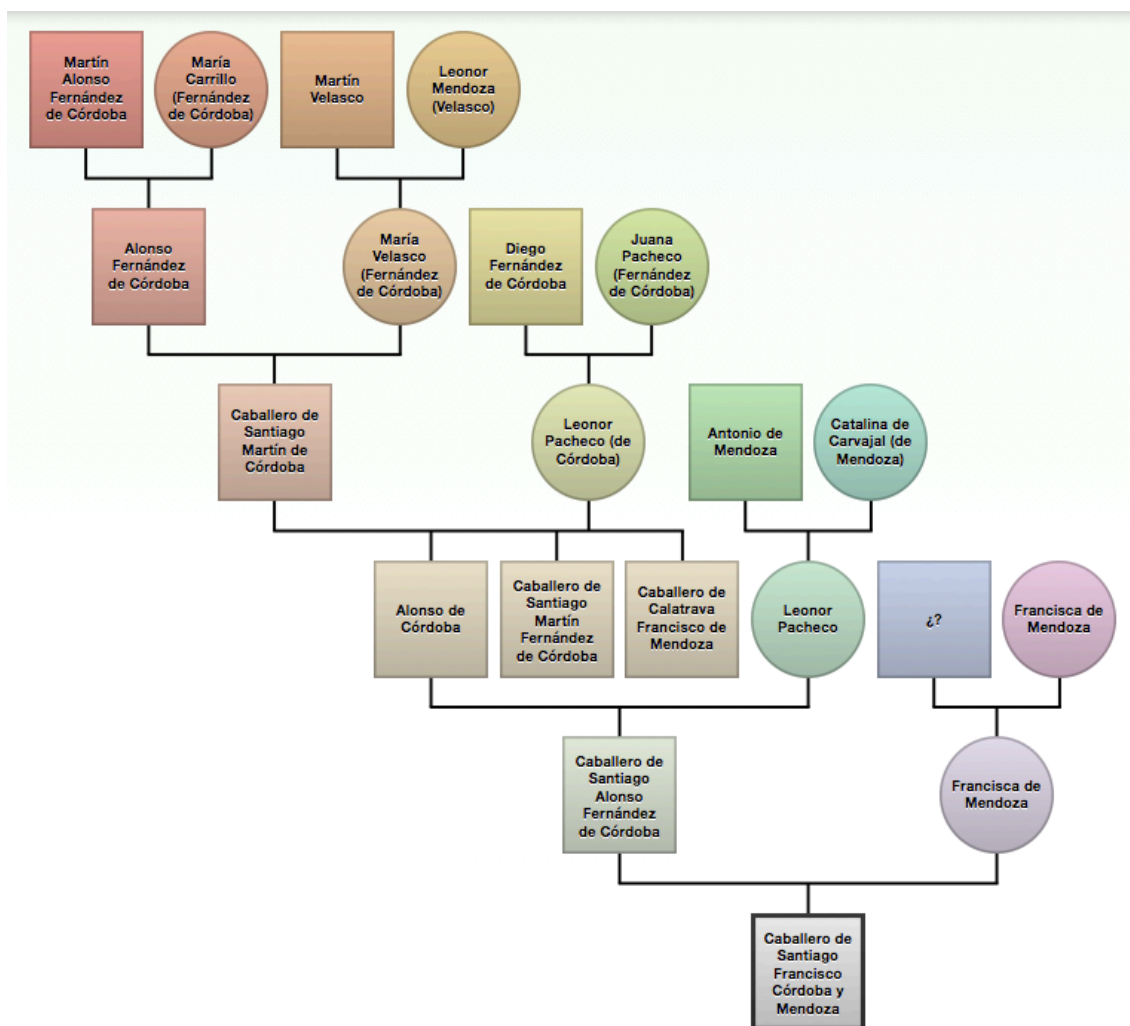 Martín
Alonso
Fernández
de Córdoba
María
Carrillo
(Fernández
de Córdoba)
Martín
Velasco
Leonor
Mendoza
(Velasco)
Alonso
Fernández
de Córdoba
María
Velasco
(Fernández
de Córdoba)
Diego
Fernández
de Córdoba
Juana
Pacheco
(Fernández
de Córdoba)
Caballero de
Santiago
Martín de
Córdoba
Leonor
Pacheco (de
Córdoba)
Antonio de
Mendoza
Catalina de
Carvajal (de
Mendoza)
Alonso de
Córdoba
Caballero de
Santiago
Martín
Fernández
de Córdoba
Caballero de
Calatrava
Francisco de
Mendoza
Leonor
Pacheco
¿?
Francisca de
Mendoza
Caballero de
Santiago
Alonso
Fernández
de Córdoba
Francisca de
Mendoza
Caballero de
Santiago
Francisco
Córdoba y
Mendoza